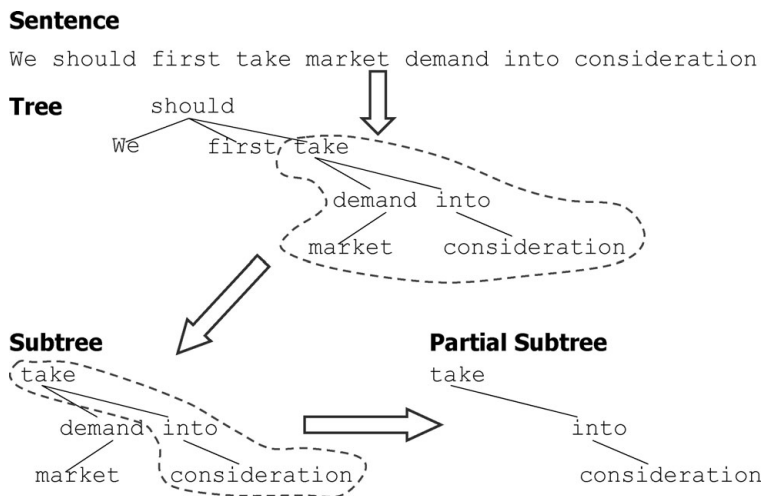 Sentence
We should first take market demand into consideration
Tree
should
We first take
demand into
market consideration
Subtree
take
demand into
market consideration
Partial Subtree
take
into
consideration